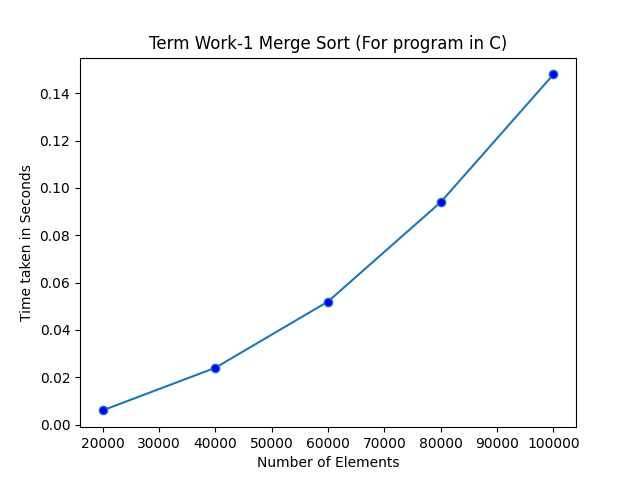 Term Work-1 Merge Sort (For program in C)
Time taken in Seconds
0.14
0.12
0.10
0.08
0.06
0.04
0.02
0.00
20000 30000 40000 50000 60000 70000 80000 90000 100000
Number of Elements